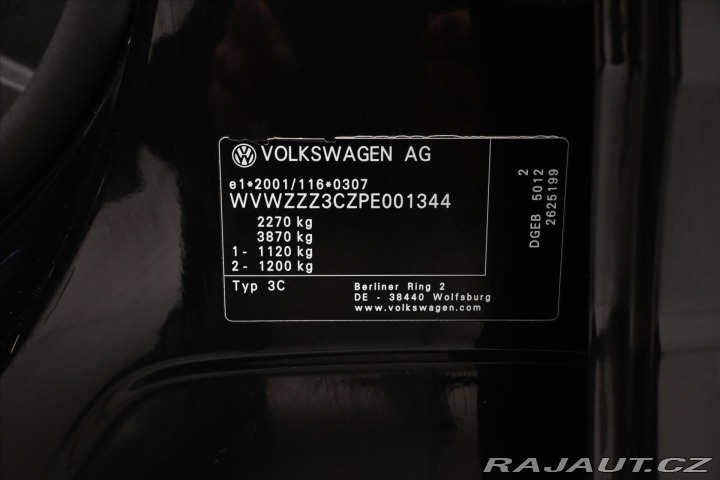 VOLKSWAGEN AG
e1*2001/116*0307
WVWZZZ3CZPE001344
2270 kg
3870 kg
1 - 1120 kg
2 - 1200 kg
Typ 3C
Berliner Ring 2
DE - 38440 Wolfsburg
www.volkswagen.com
2
DGEB 5012
2625199
RAJAUT.CZ